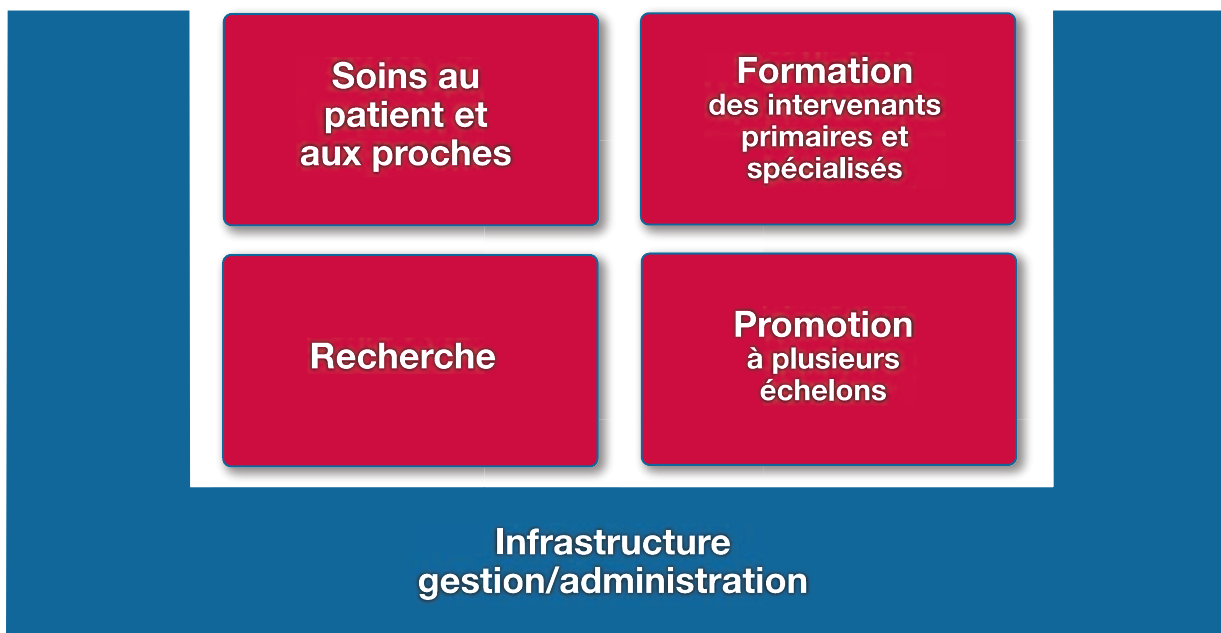 Soins au
patient et
aux proches
Formation
des intervenants
primaires et
spécialisés
Recherche
Promotion
à plusieurs
échelons
Infrastructure
gestion/administration